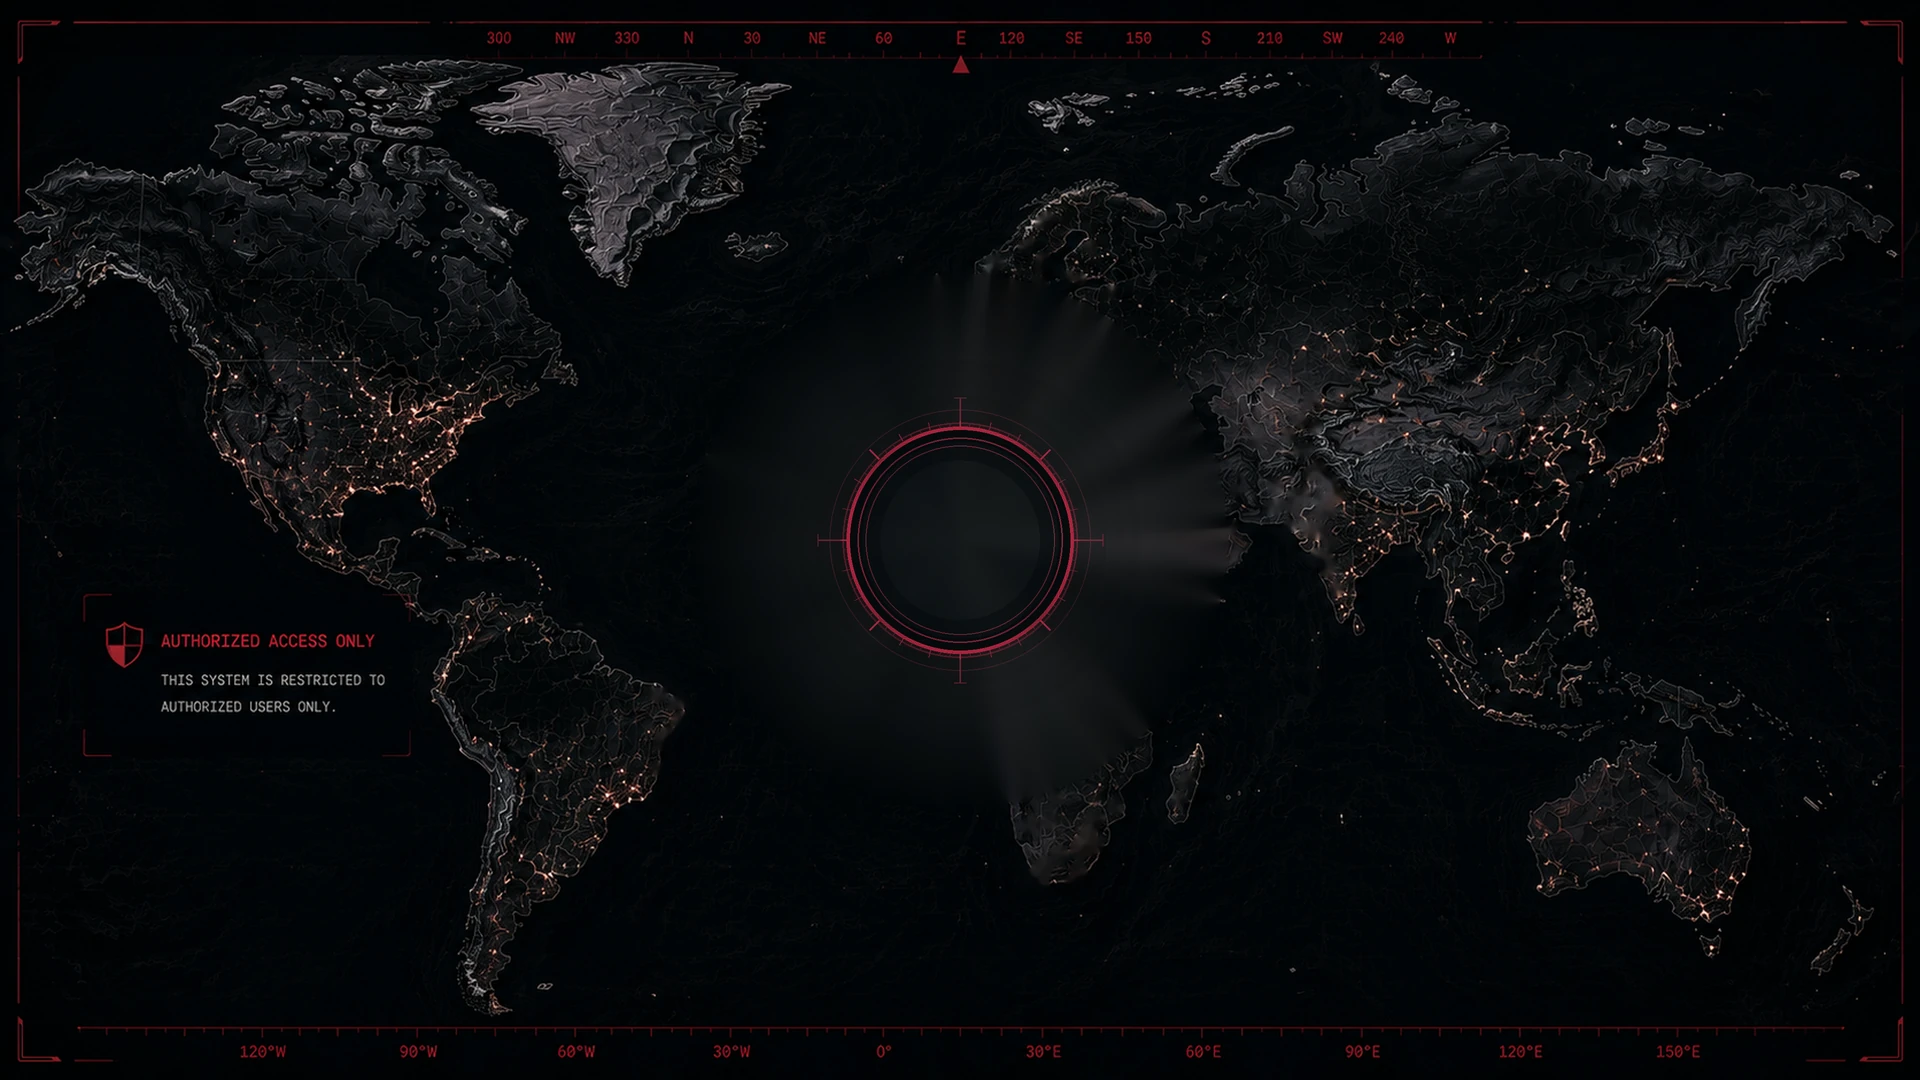 300 NW 330 N 30 NE 60 E 120 SE 150 S 210 SW 240 W
AUTHORIZED ACCESS ONLY
THIS SYSTEM IS RESTRICTED TO
AUTHORIZED USERS ONLY.
120°W 90°W 60°W 30°W 0° 30°E 60°E 90°E 120°E 150°E